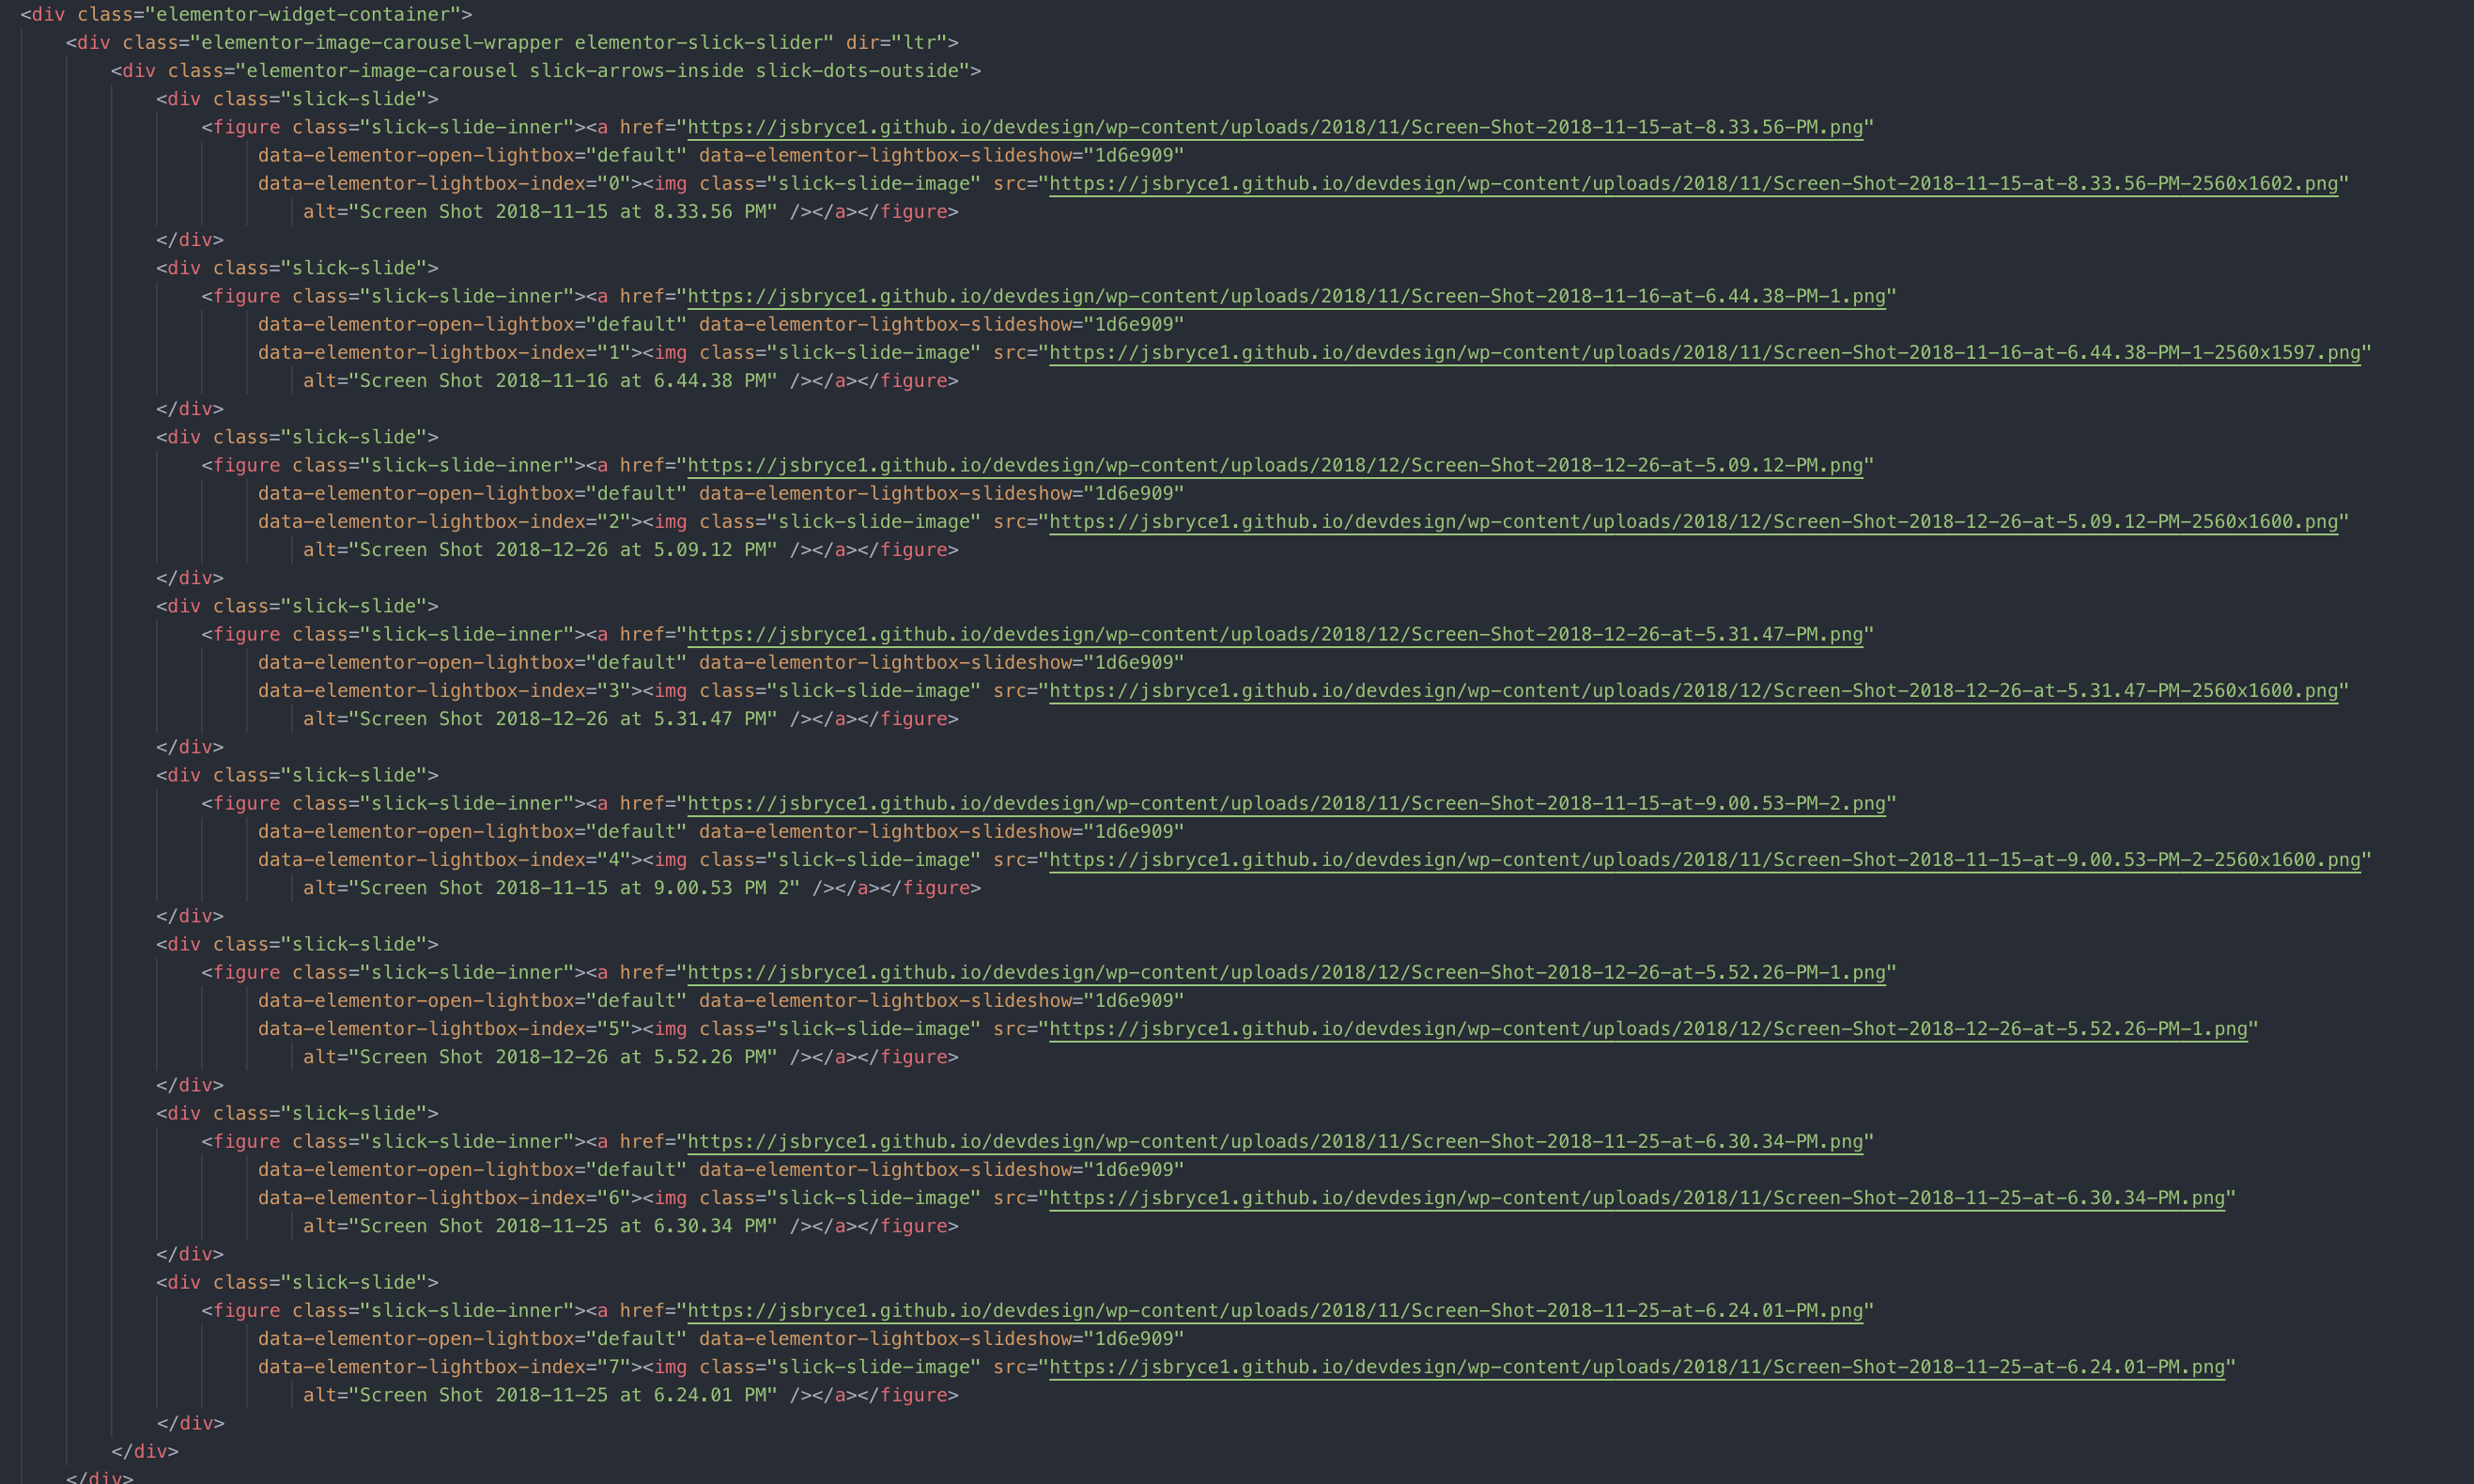 <div class="elementor-widget-container">
<div class="elementor-image-carousel-wrapper elementor-slick-slider" dir="ltr">
<div class="elementor-image-carousel slick-arrows-inside slick-dots-outside">
<div class="slick-slide">
<figure class="slick-slide-inner"><a href="https://jsbryce1.github.io/devdesign/wp-content/uploads/2018/11/Screen-Shot-2018-11-15-at-8.33.56-PM.png"
data-elementor-open-lightbox="default" data-elementor-lightbox-slideshow="1d6e909"
data-elementor-lightbox-index="0"><img class="slick-slide-image" src="https://jsbryce1.github.io/devdesign/wp-content/uploads/2018/11/Screen-Shot-2018-11-15-at-8.33.56-PM-2560x1602.png"
alt="Screen Shot 2018-11-15 at 8.33.56 PM" /></a></figure>
</div>
<div class="slick-slide">
<figure class="slick-slide-inner"><a href="https://jsbryce1.github.io/devdesign/wp-content/uploads/2018/11/Screen-Shot-2018-11-16-at-6.44.38-PM-1.png"
data-elementor-open-lightbox="default" data-elementor-lightbox-slideshow="1d6e909"
data-elementor-lightbox-index="1"><img class="slick-slide-image" src="https://jsbryce1.github.io/devdesign/wp-content/uploads/2018/11/Screen-Shot-2018-11-16-at-6.44.38-PM-1-2560x1597.png"
alt="Screen Shot 2018-11-16 at 6.44.38 PM" /></a></figure>
</div>
<div class="slick-slide">
<figure class="slick-slide-inner"><a href="https://jsbryce1.github.io/devdesign/wp-content/uploads/2018/12/Screen-Shot-2018-12-26-at-5.09.12-PM.png"
data-elementor-open-lightbox="default" data-elementor-lightbox-slideshow="1d6e909"
data-elementor-lightbox-index="2"><img class="slick-slide-image" src="https://jsbryce1.github.io/devdesign/wp-content/uploads/2018/12/Screen-Shot-2018-12-26-at-5.09.12-PM-2560x1600.png"
alt="Screen Shot 2018-12-26 at 5.09.12 PM" /></a></figure>
</div>
<div class="slick-slide">
<figure class="slick-slide-inner"><a href="https://jsbryce1.github.io/devdesign/wp-content/uploads/2018/12/Screen-Shot-2018-12-26-at-5.31.47-PM.png"
data-elementor-open-lightbox="default" data-elementor-lightbox-slideshow="1d6e909"
data-elementor-lightbox-index="3"><img class="slick-slide-image" src="https://jsbryce1.github.io/devdesign/wp-content/uploads/2018/12/Screen-Shot-2018-12-26-at-5.31.47-PM-2560x1600.png"
alt="Screen Shot 2018-12-26 at 5.31.47 PM" /></a></figure>
</div>
<div class="slick-slide">
<figure class="slick-slide-inner"><a href="https://jsbryce1.github.io/devdesign/wp-content/uploads/2018/11/Screen-Shot-2018-11-15-at-9.00.53-PM-2.png"
data-elementor-open-lightbox="default" data-elementor-lightbox-slideshow="1d6e909"
data-elementor-lightbox-index="4"><img class="slick-slide-image" src="https://jsbryce1.github.io/devdesign/wp-content/uploads/2018/11/Screen-Shot-2018-11-15-at-9.00.53-PM-2-2560x1600.png"
alt="Screen Shot 2018-11-15 at 9.00.53 PM 2" /></a></figure>
</div>
<div class="slick-slide">
<figure class="slick-slide-inner"><a href="https://jsbryce1.github.io/devdesign/wp-content/uploads/2018/12/Screen-Shot-2018-12-26-at-5.52.26-PM-1.png"
data-elementor-open-lightbox="default" data-elementor-lightbox-slideshow="1d6e909"
data-elementor-lightbox-index="5"><img class="slick-slide-image" src="https://jsbryce1.github.io/devdesign/wp-content/uploads/2018/12/Screen-Shot-2018-12-26-at-5.52.26-PM-1.png"
alt="Screen Shot 2018-12-26 at 5.52.26 PM" /></a></figure>
</div>
<div class="slick-slide">
<figure class="slick-slide-inner"><a href="https://jsbryce1.github.io/devdesign/wp-content/uploads/2018/11/Screen-Shot-2018-11-25-at-6.30.34-PM.png"
data-elementor-open-lightbox="default" data-elementor-lightbox-slideshow="1d6e909"
data-elementor-lightbox-index="6"><img class="slick-slide-image" src="https://jsbryce1.github.io/devdesign/wp-content/uploads/2018/11/Screen-Shot-2018-11-25-at-6.30.34-PM.png"
alt="Screen Shot 2018-11-25 at 6.30.34 PM" /></a></figure>
</div>
<div class="slick-slide">
<figure class="slick-slide-inner"><a href="https://jsbryce1.github.io/devdesign/wp-content/uploads/2018/11/Screen-Shot-2018-11-25-at-6.24.01-PM.png"
data-elementor-open-lightbox="default" data-elementor-lightbox-slideshow="1d6e909"
data-elementor-lightbox-index="7"><img class="slick-slide-image" src="https://jsbryce1.github.io/devdesign/wp-content/uploads/2018/11/Screen-Shot-2018-11-25-at-6.24.01-PM.png"
alt="Screen Shot 2018-11-25 at 6.24.01 PM" /></a></figure>
</div>
</div>
</div>